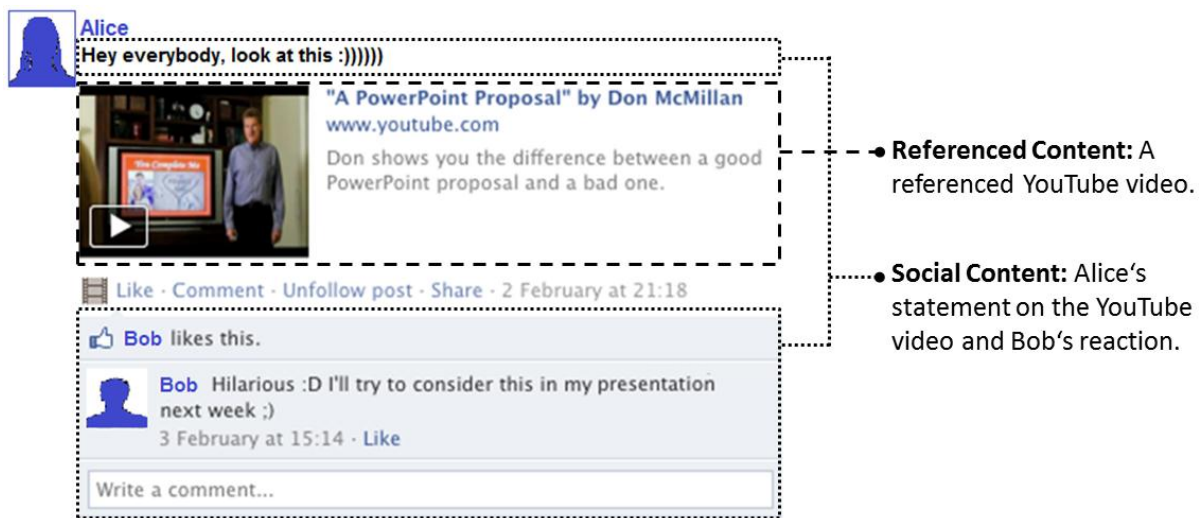 Alice
Hey everybody, look at this :))))))
"A PowerPoint Proposal" by Don McMillan
www.youtube.com
Don shows you the difference between a good
PowerPoint proposal and a bad one.
You Complete Me
Like · Comment · Unfollow post · Share · 2 February at 21:18
Bob likes this.
Bob Hilarious :D I'll try to consider this in my presentation
next week ;)
3 February at 15:14 · Like
Write a comment...
Referenced Content: A
referenced YouTube video.
Social Content: Alice‘s
statement on the YouTube
video and Bob‘s reaction.